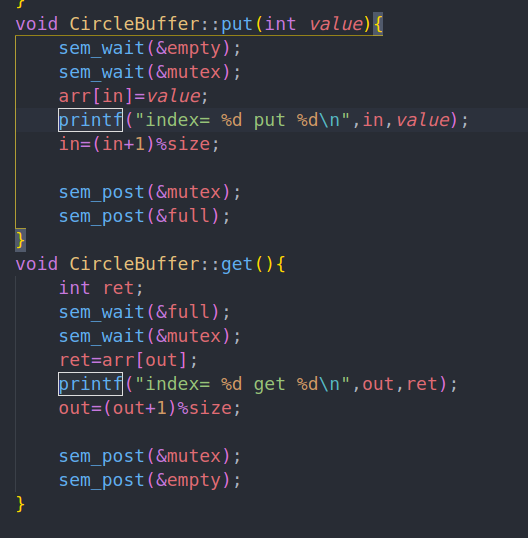 }
void CircleBuffer::put(int value){
    sem_wait(&empty);
    sem_wait(&mutex);
    arr[in]=value;
    printf("index= %d put %d\n",in,value);
    in=(in+1)%size;

    sem_post(&mutex);
    sem_post(&full);
}
void CircleBuffer::get(){
    int ret;
    sem_wait(&full);
    sem_wait(&mutex);
    ret=arr[out];
    printf("index= %d get %d\n",out,ret);
    out=(out+1)%size;

    sem_post(&mutex);
    sem_post(&empty);
}